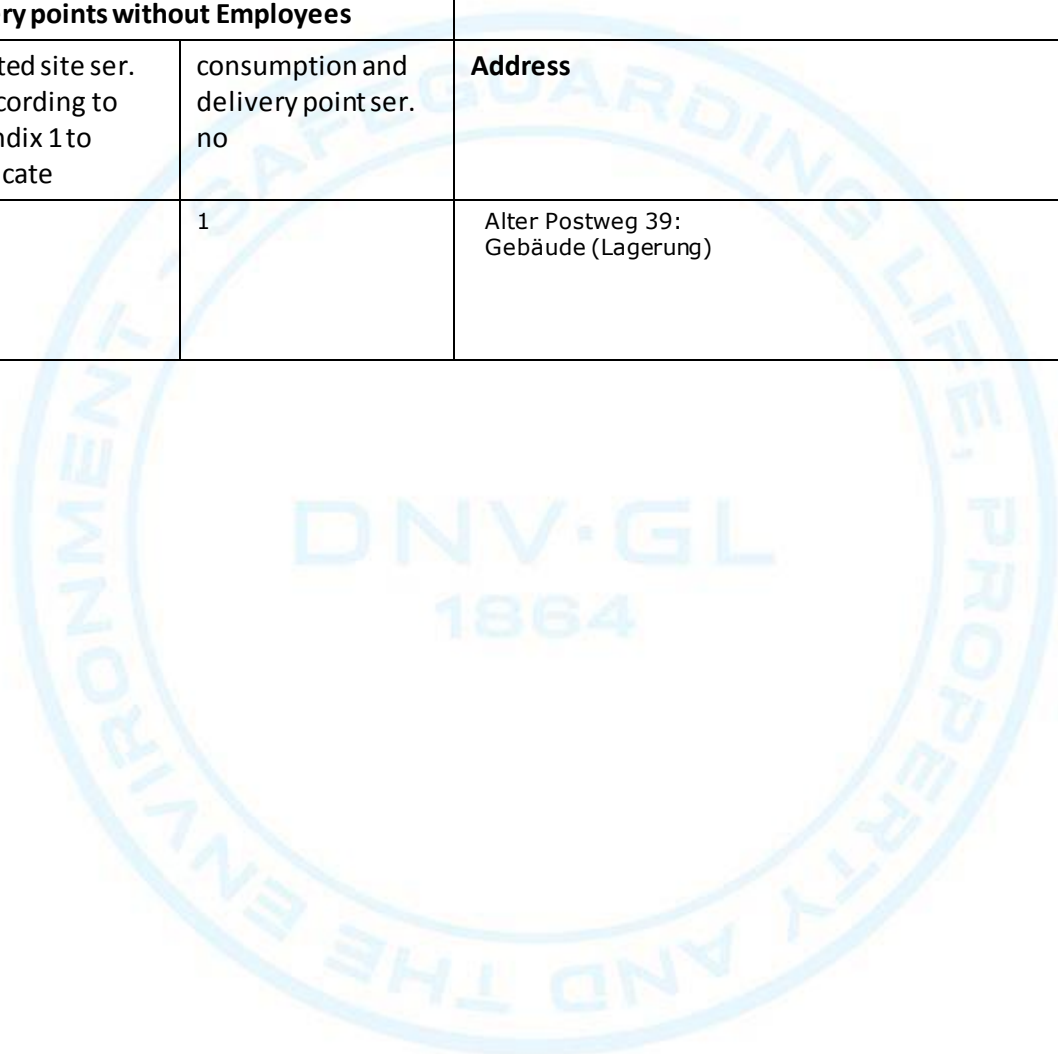 ry points without Employees
ted site ser.
cording to
ndix 1 to
cate
consumption and
delivery point ser.
no
Address
1
Alter Postweg 39:
Gebäude (Lagerung)
SAFEGUARDING LIFE, PROPERTY AND THE ENVIRONMENT
DNV·GL
1864